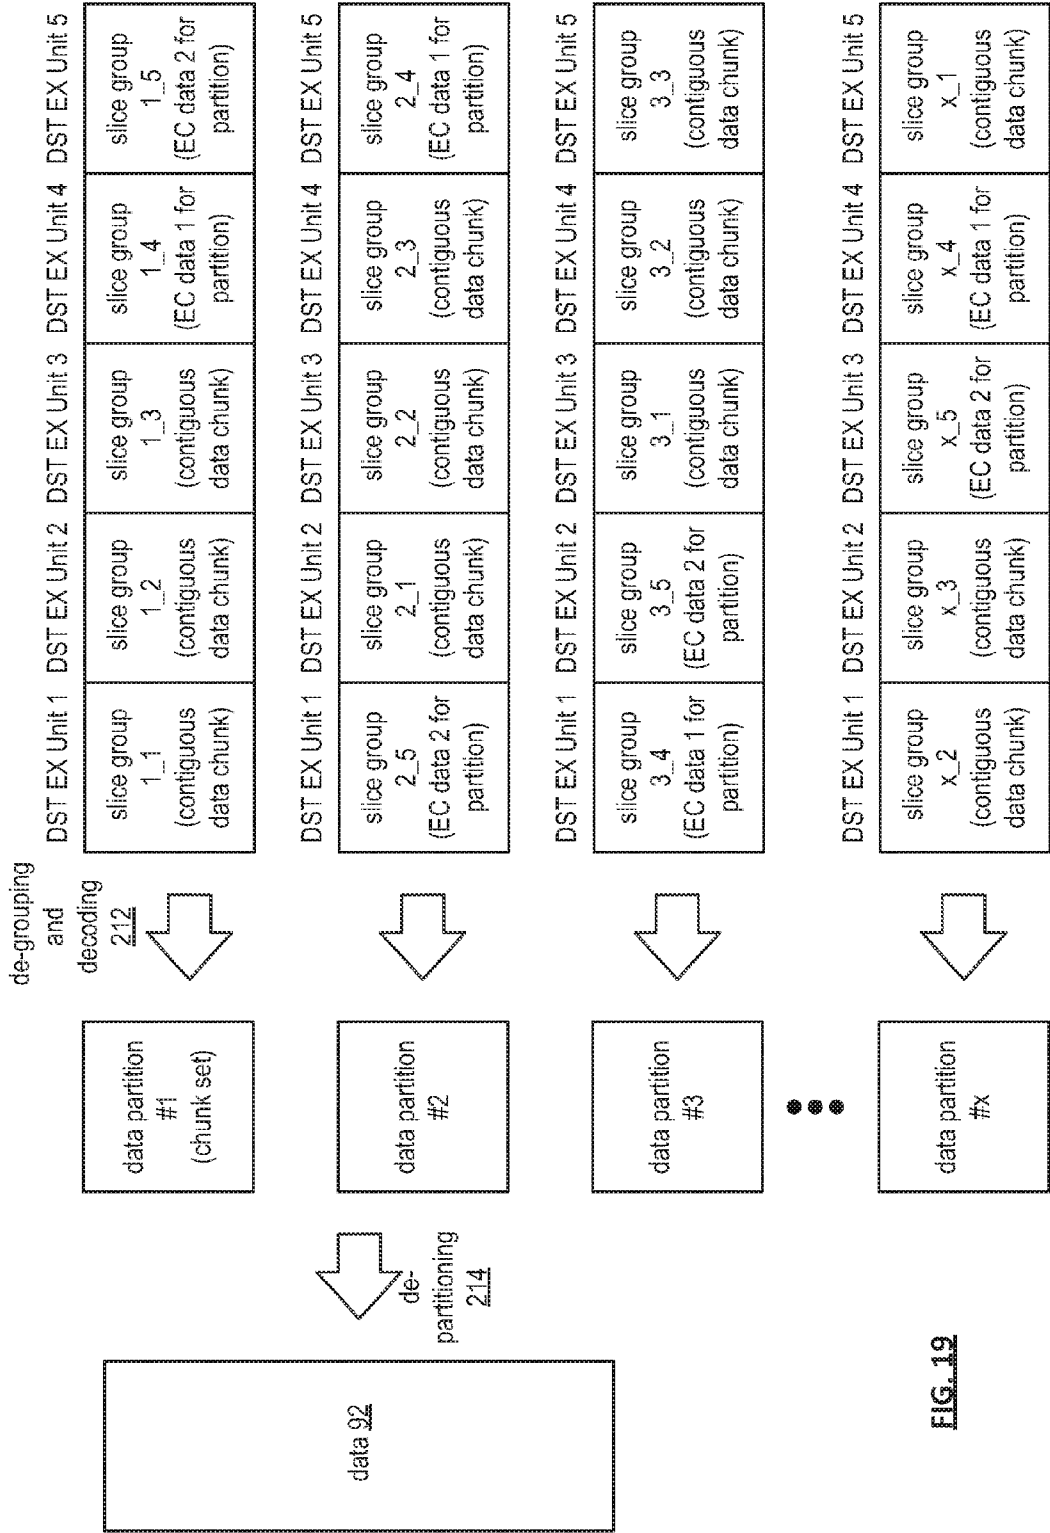 de-grouping
and
decoding
212
DST EX Unit 1
DST EX Unit 2
DST EX Unit 3
DST EX Unit 4
DST EX Unit 5
data partition
#1
(chunk set)
slice group
1_1
(contiguous
data chunk)
slice group
1_2
(contiguous
data chunk)
slice group
1_3
(contiguous
data chunk)
slice group
1_4
(EC data 1 for
partition)
slice group
1_5
(EC data 2 for
partition)
DST EX Unit 1
DST EX Unit 2
DST EX Unit 3
DST EX Unit 4
DST EX Unit 5
data 92
de-
partitioning
214
data partition
#2
slice group
2_5
(EC data 2 for
partition)
slice group
2_1
(contiguous
data chunk)
slice group
2_2
(contiguous
data chunk)
slice group
2_3
(contiguous
data chunk)
slice group
2_4
(EC data 1 for
partition)
DST EX Unit 1
DST EX Unit 2
DST EX Unit 3
DST EX Unit 4
DST EX Unit 5
data partition
#3
slice group
3_4
(EC data 1 for
partition)
slice group
3_5
(EC data 2 for
partition)
slice group
3_1
(contiguous
data chunk)
slice group
3_2
(contiguous
data chunk)
slice group
3_3
(contiguous
data chunk)
DST EX Unit 1
DST EX Unit 2
DST EX Unit 3
DST EX Unit 4
DST EX Unit 5
data partition
#x
slice group
x_2
(contiguous
data chunk)
slice group
x_3
(contiguous
data chunk)
slice group
x_5
(EC data 2 for
partition)
slice group
x_4
(EC data 1 for
partition)
slice group
x_1
(contiguous
data chunk)
FIG. 19